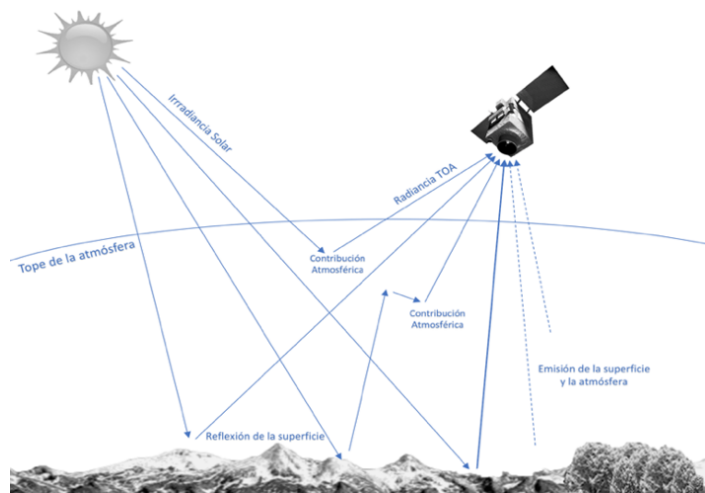 Irrradiancia Solar
Radiancia TOA
Tope de la atmósfera
Contribución
Atmosférica
Contribución
Atmosférica
Emisión de la superficie
y la atmósfera
Reflexión de la superficie